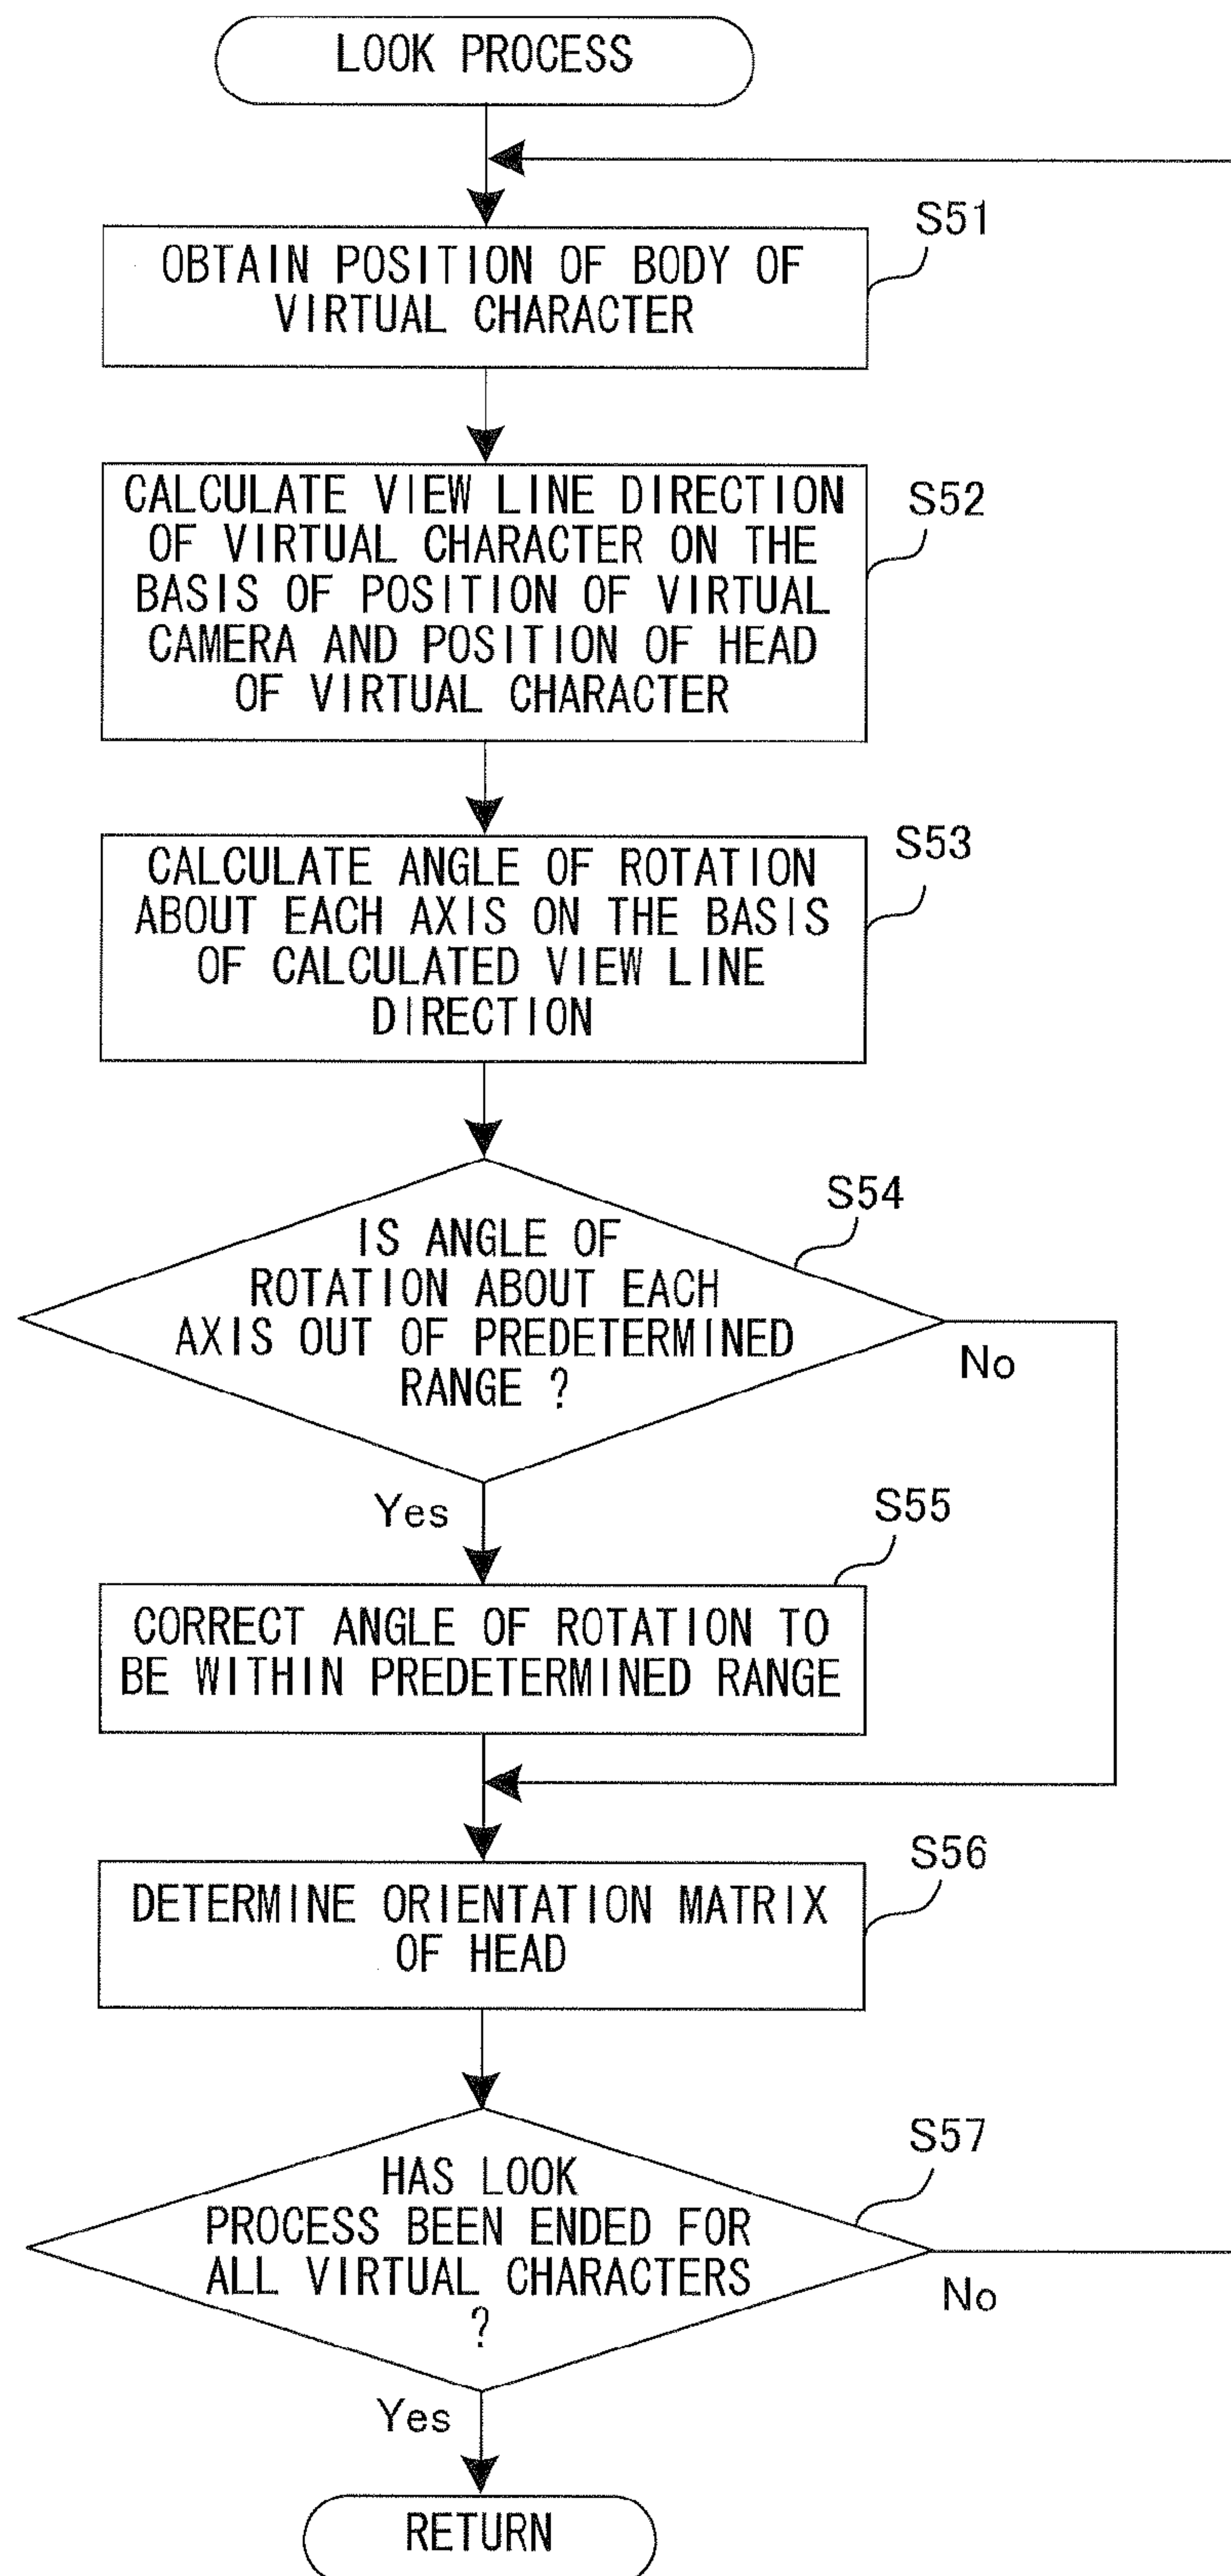 LOOK PROCESS
S51
OBTAIN POSITION OF BODY OF
VIRTUAL CHARACTER
S52
CALCULATE VIEW LINE DIRECTION
OF VIRTUAL CHARACTER ON THE
BASIS OF POSITION OF VIRTUAL
CAMERA AND POSITION OF HEAD
OF VIRTUAL CHARACTER
S53
CALCULATE ANGLE OF ROTATION
ABOUT EACH AXIS ON THE BASIS
OF CALCULATED VIEW LINE
DIRECTION
S54
IS ANGLE OF
ROTATION ABOUT EACH
AXIS OUT OF PREDETERMINED
RANGE ?
No
Yes
S55
CORRECT ANGLE OF ROTATION TO
BE WITHIN PREDETERMINED RANGE
S56
DETERMINE ORIENTATION MATRIX
OF HEAD
S57
HAS LOOK
PROCESS BEEN ENDED FOR
ALL VIRTUAL CHARACTERS
?
No
Yes
RETURN